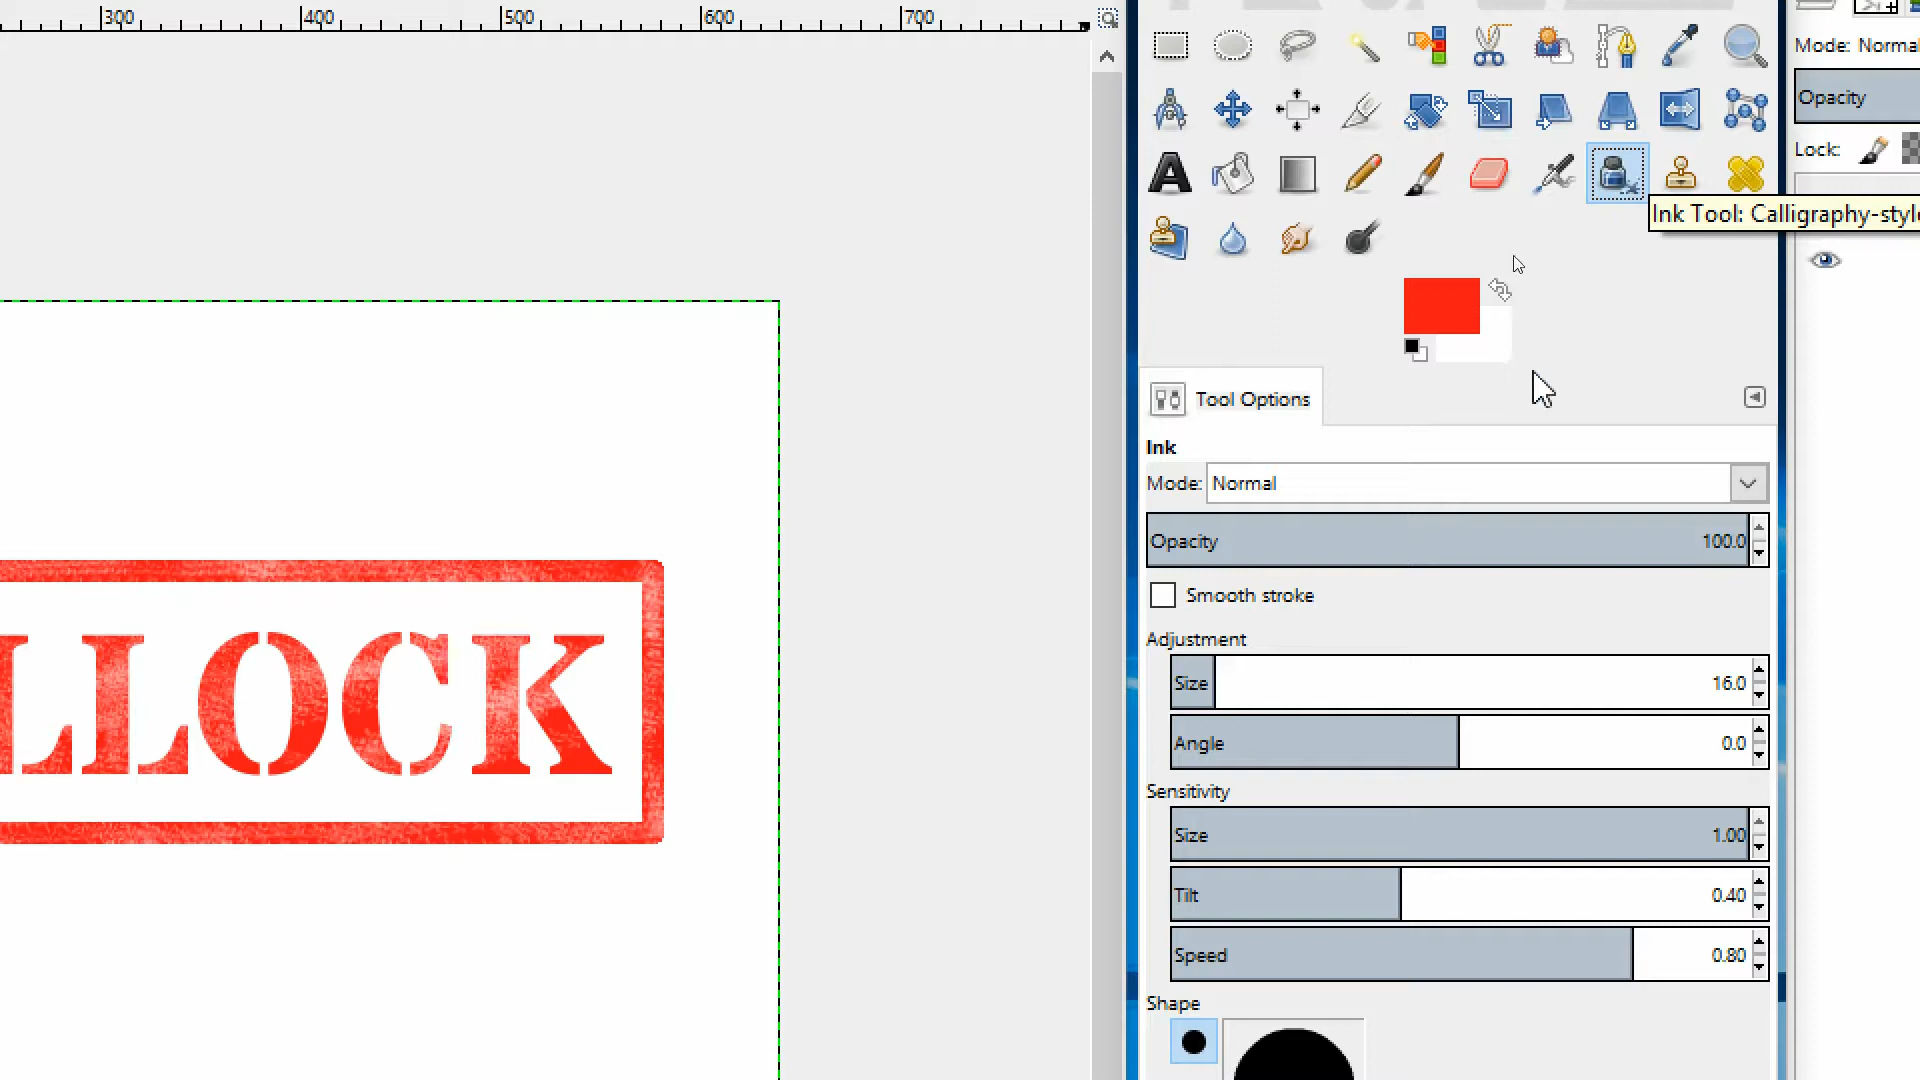 300 400 500 600 700
Mode: Norma
Opacity
Lock:
A
Ink Tool: Calligraphy-style
Tool Options
Ink
Mode: Normal
Opacity 100.0
Smooth stroke
Adjustment
Size 16.0
Angle 0.0
Sensitivity
Size 1.00
Tilt 0.40
Speed 0.80
Shape
LLOCK